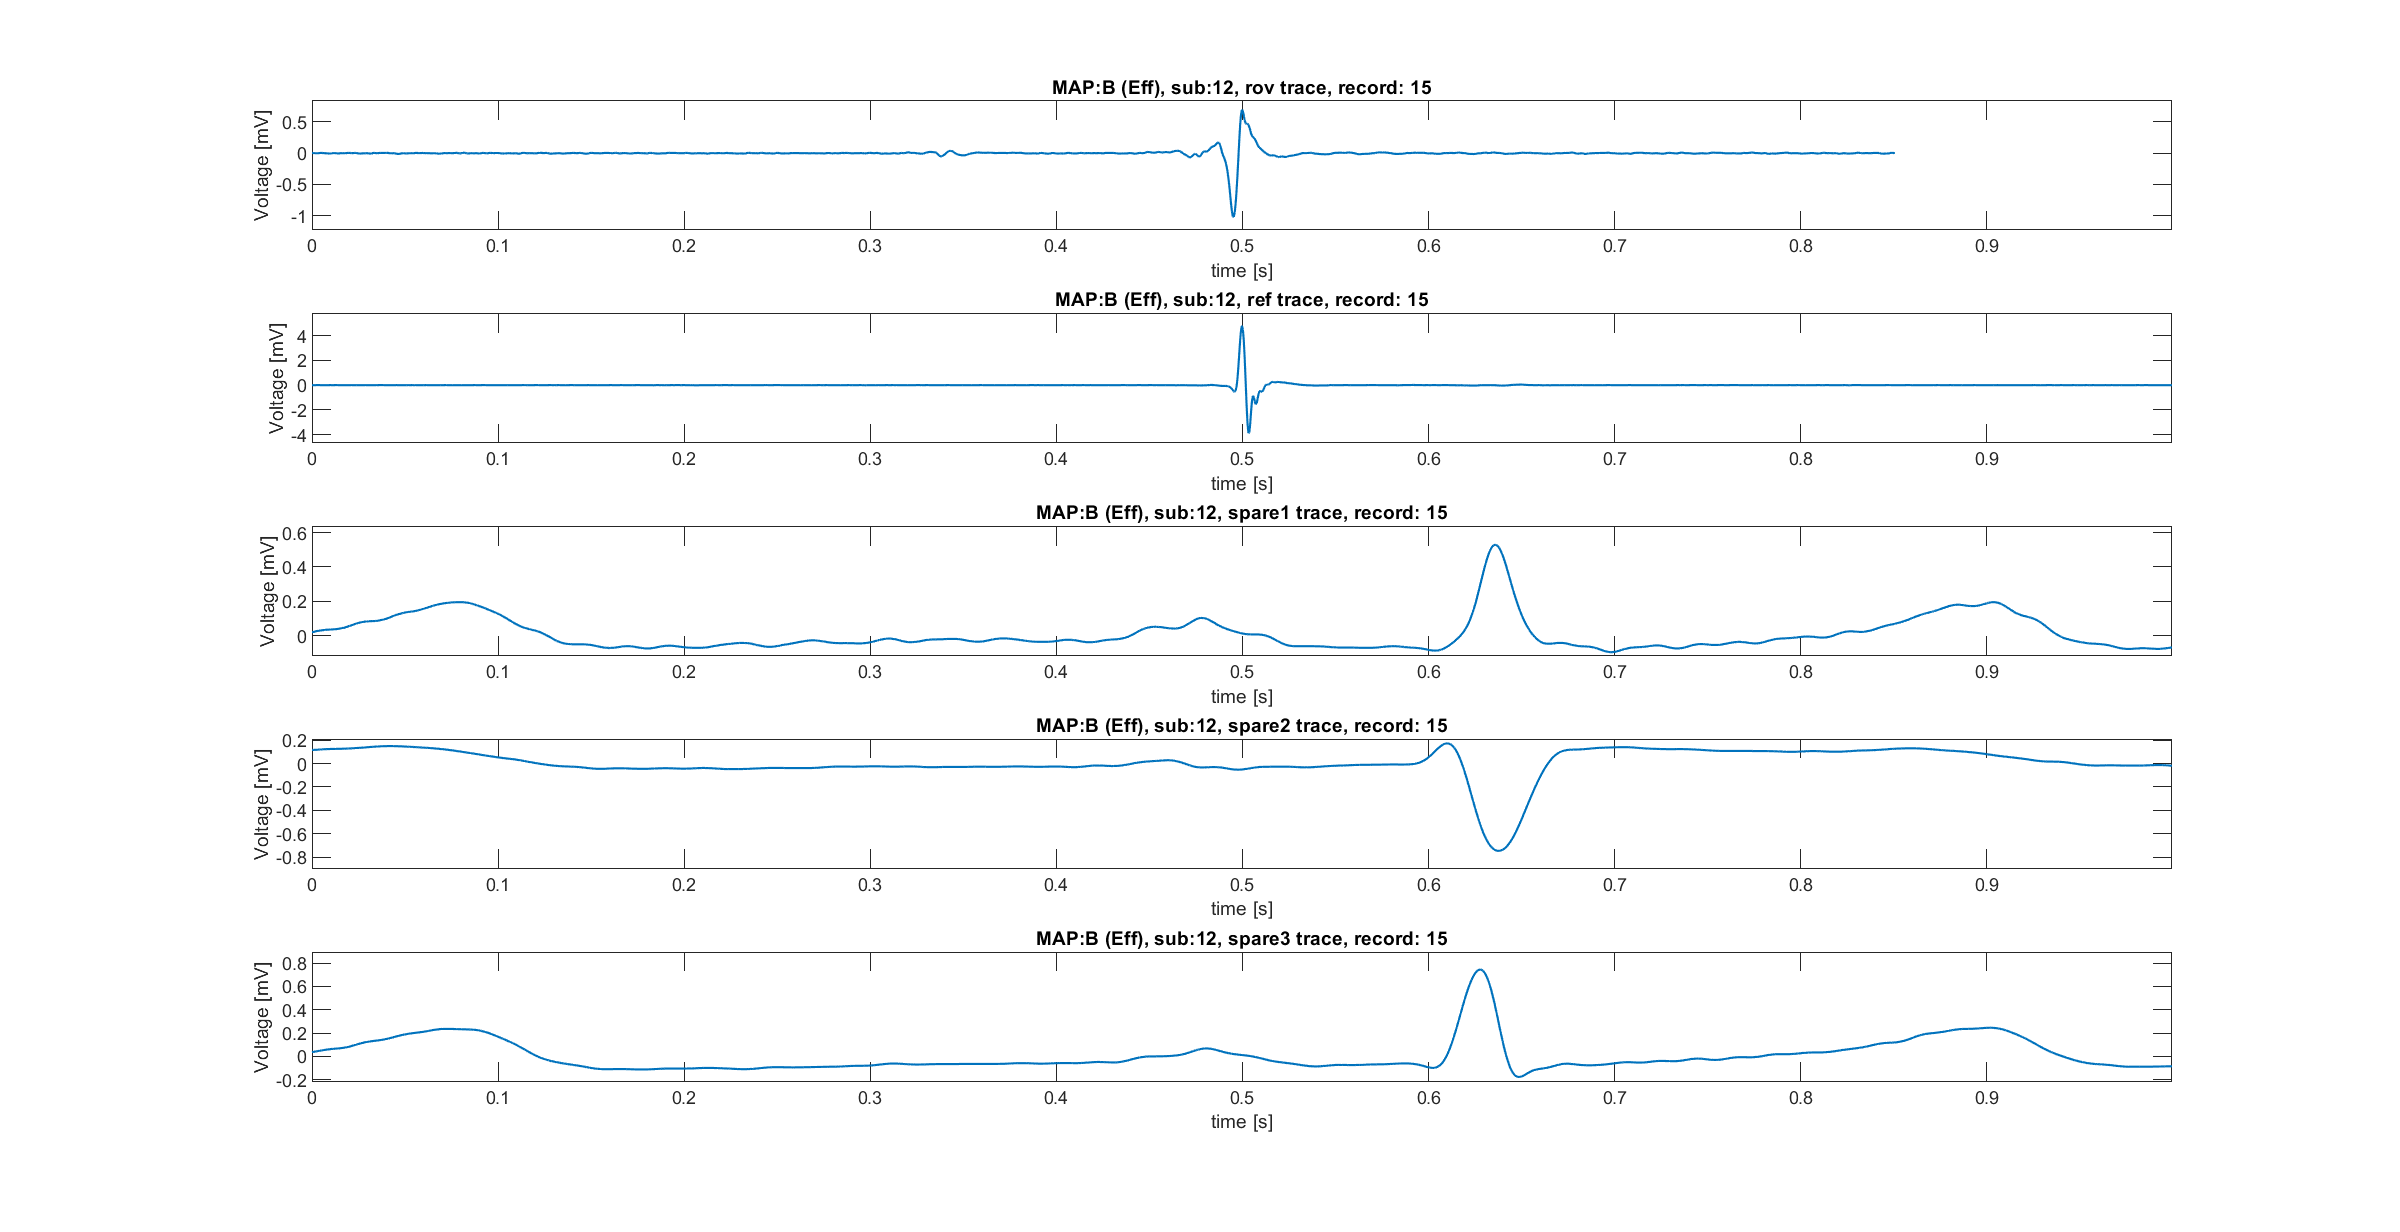 MAP:B (Eff), sub:12, rov trace, record: 15
Voltage [mV]
0.5
0
-0.5
-1
0 0.1 0.2 0.3 0.4 0.5 0.6 0.7 0.8 0.9
time [s]
MAP:B (Eff), sub:12, ref trace, record: 15
Voltage [mV]
4
2
0
-2
-4
0 0.1 0.2 0.3 0.4 0.5 0.6 0.7 0.8 0.9
time [s]
MAP:B (Eff), sub:12, spare1 trace, record: 15
Voltage [mV]
0.6
0.4
0.2
0
0 0.1 0.2 0.3 0.4 0.5 0.6 0.7 0.8 0.9
time [s]
MAP:B (Eff), sub:12, spare2 trace, record: 15
Voltage [mV]
0.2
0
-0.2
-0.4
-0.6
-0.8
0 0.1 0.2 0.3 0.4 0.5 0.6 0.7 0.8 0.9
time [s]
MAP:B (Eff), sub:12, spare3 trace, record: 15
Voltage [mV]
0.8
0.6
0.4
0.2
0
-0.2
0 0.1 0.2 0.3 0.4 0.5 0.6 0.7 0.8 0.9
time [s]